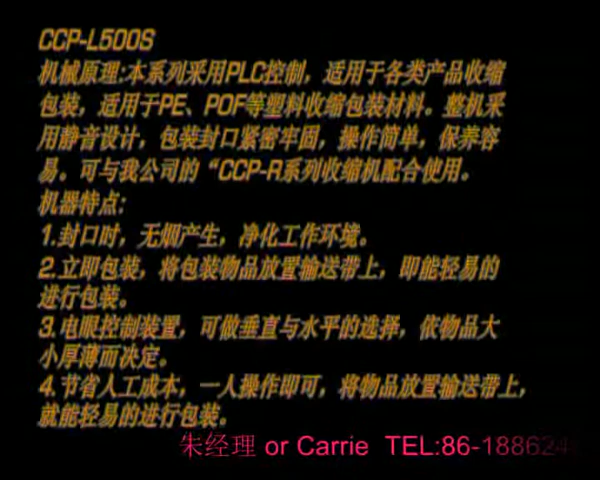 CCP-L500S
机械原理:本系列采用PLC控制，适用于各类产品收缩
包装，适用于PE、POF等塑料收缩包装材料。整机采
用静音设计，包装封口紧密牢固，操作简单，保养容
易。可与我公司的“CCP-R系列收缩机配合使用。
机器特点:
1.封口时，无烟产生，净化工作环境。
2.立即包装，将包装物品放置输送带上，即能轻易的
进行包装。
3.电眼控制装置，可做垂直与水平的选择，依物品大
小厚薄而决定。
4.节省人工成本，一人操作即可，将物品放置输送带上，
就能轻易的进行包装。
朱经理 or Carrie TEL:86-188624